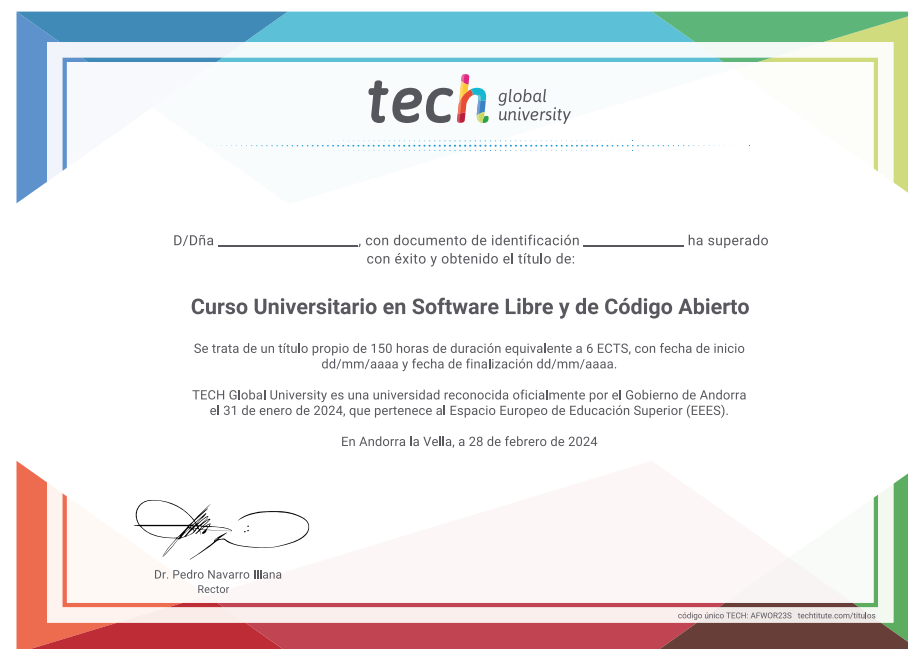 tech global
university
D/Dña ____________________, con documento de identificación ______________ ha superado
con éxito y obtenido el título de:
Curso Universitario en Software Libre y de Código Abierto
Se trata de un título propio de 150 horas de duración equivalente a 6 ECTS, con fecha de inicio
dd/mm/aaaa y fecha de finalización dd/mm/aaaa.
TECH Global University es una universidad reconocida oficialmente por el Gobierno de Andorra
el 31 de enero de 2024, que pertenece al Espacio Europeo de Educación Superior (EEES).
En Andorra la Vella, a 28 de febrero de 2024
Dr. Pedro Navarro Illana
Rector
código único TECH: AFWOR23S techtitute.com/titulos